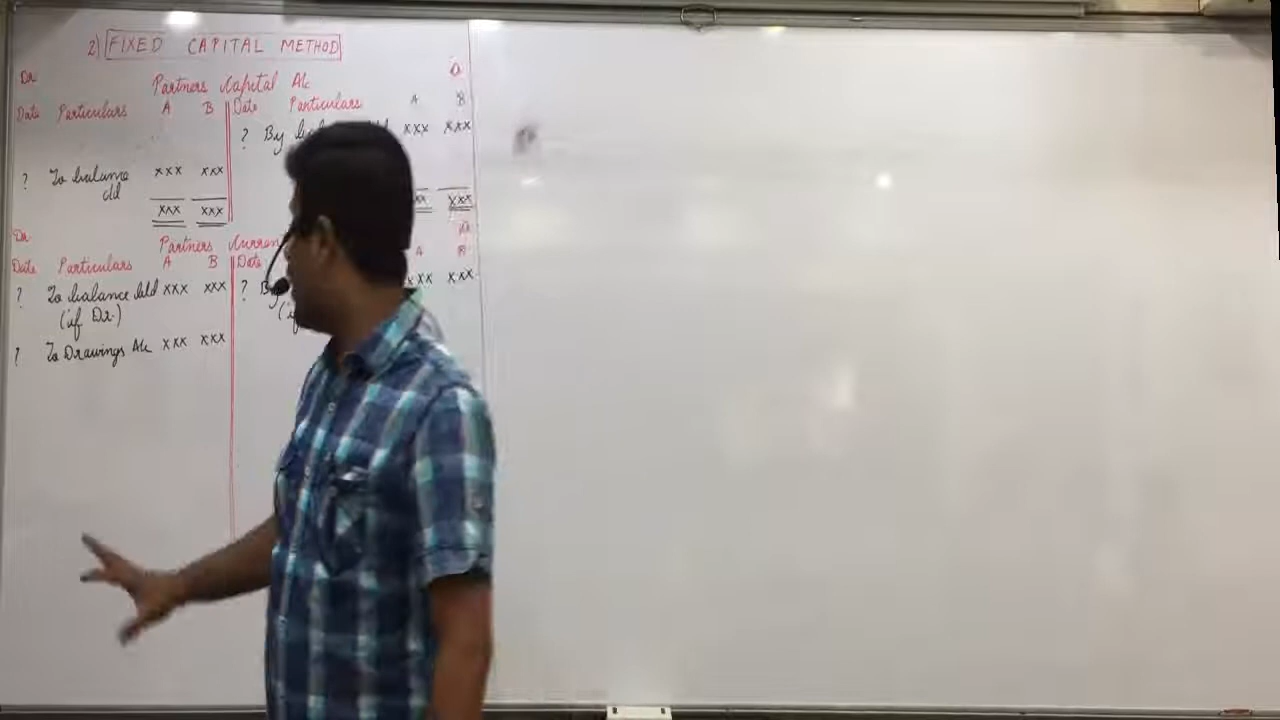 2) FIXED CAPITAL METHOD
Dr Partners Capital A/c
Date Particulars A B Date Particulars A B
? By xxx xxx
? To balance xxx xxx
c/d
xxx xxx xxx
Dr Partners
Date Particulars A B Date A B
? To balance b/d xxx xxx ? xxx xxx
(if Dr.)
? To Drawings A/c xxx xxx